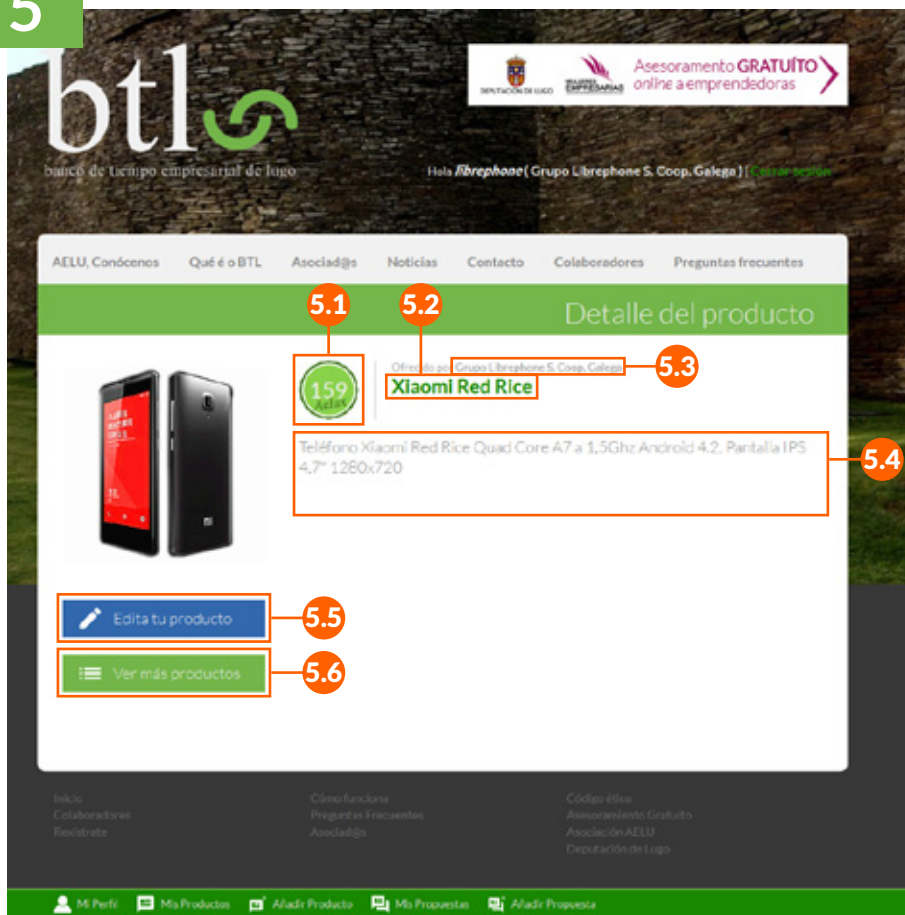 5
btl
banco de tiempo empresarial de lugo
DEPUTACIÓN DE LUGO
MUJERES EMPRESARIAS
Asesoramento GRATUÍTO
online a emprendedoras
Hola librephone ( Grupo Librephone S. Coop. Galega ) [ Cerrar sesión
AELU, Conócenos Qué é o BTL Asociad@s Noticias Contacto Colaboradores Preguntas frecuentes
Detalle del producto
5.1 5.2
Ofrecido por Grupo Librephone S. Coop. Galega 5.3
159
Aelus
Xiaomi Red Rice
Teléfono Xiaomi Red Rice Quad Core A7 a 1,5Ghz Android 4.2, Pantalla IPS
4,7" 1280x720
5.4
Edita tu producto 5.5
Ver más productos 5.6
Inicio
Colaboradores
Rexístrate
Cómo funciona
Preguntas Frecuentes
Asociad@s
Código ético
Asesoramiento Gratuito
Asociación AELU
Deputación de Lugo
Mi Perfil Mis Productos Añadir Producto Mis Propuestas Añadir Propuesta